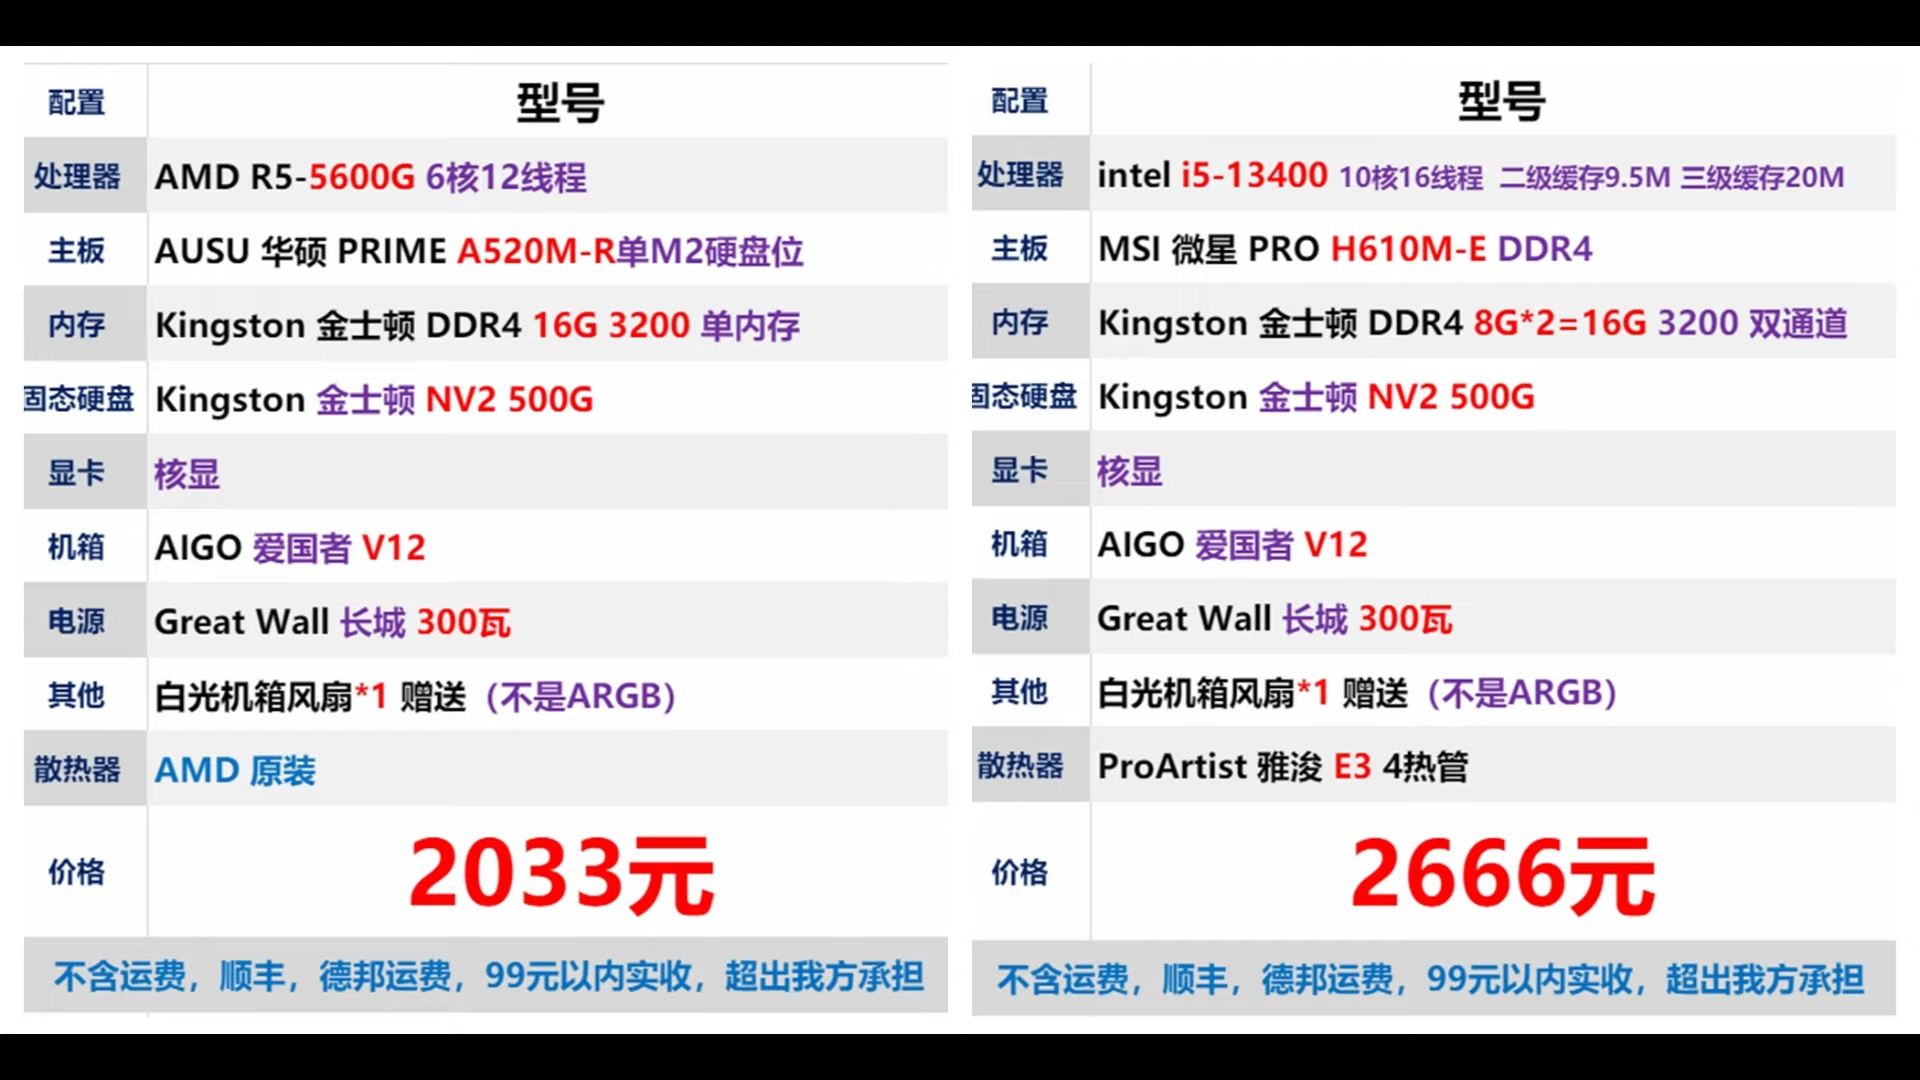 配置 型号
处理器 AMD R5-5600G 6核12线程
主板 AUSU 华硕 PRIME A520M-R单M2硬盘位
内存 Kingston 金士顿 DDR4 16G 3200 单内存
固态硬盘 Kingston 金士顿 NV2 500G
显卡 核显
机箱 AIGO 爱国者 V12
电源 Great Wall 长城 300瓦
其他 白光机箱风扇*1 赠送（不是ARGB）
散热器 AMD 原装
价格 2033元
不含运费，顺丰，德邦运费，99元以内实收，超出我方承担
配置 型号
处理器 intel i5-13400 10核16线程 二级缓存9.5M 三级缓存20M
主板 MSI 微星 PRO H610M-E DDR4
内存 Kingston 金士顿 DDR4 8G*2=16G 3200 双通道
固态硬盘 Kingston 金士顿 NV2 500G
显卡 核显
机箱 AIGO 爱国者 V12
电源 Great Wall 长城 300瓦
其他 白光机箱风扇*1 赠送（不是ARGB）
散热器 ProArtist 雅浚 E3 4热管
价格 2666元
不含运费，顺丰，德邦运费，99元以内实收，超出我方承担